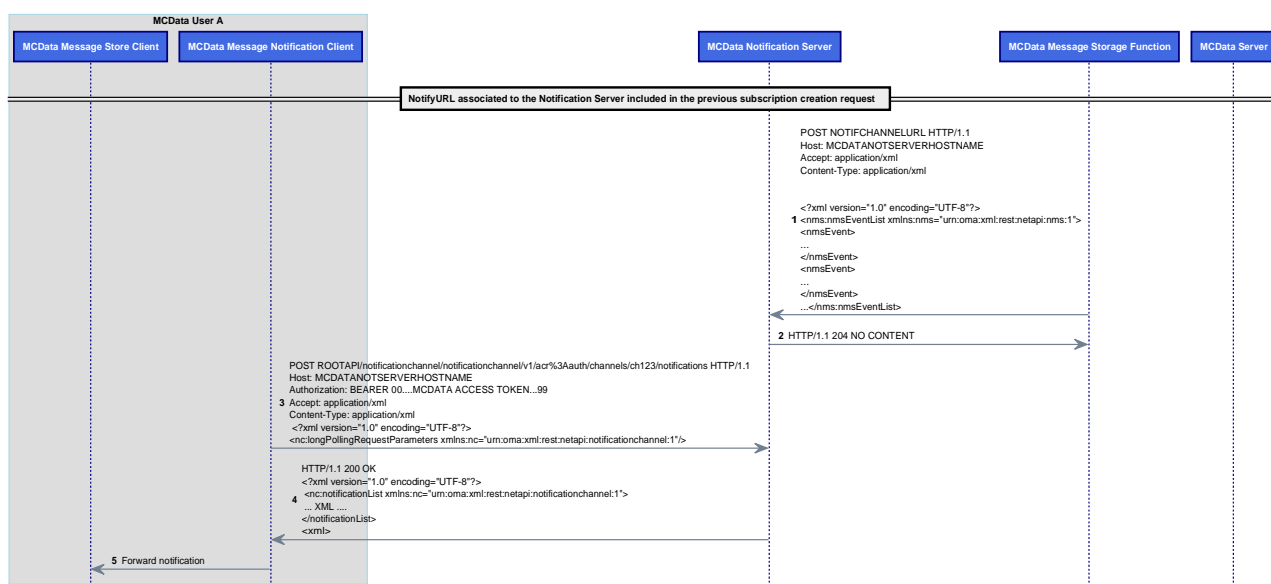 MCData User A
MCData Message Store Client
MCData Message Notification Client
MCData Notification Server
MCData Message Storage Function
MCData Server
NotifyURL associated to the Notification Server included in the previous subscription creation request
POST NOTIFCHANNELURL HTTP/1.1
Host: MCDATANOTSERVERHOSTNAME
Accept: application/xml
Content-Type: application/xml
<?xml version="1.0" encoding="UTF-8"?>
1 <nms:nmsEventList xmlns:nms="urn:oma:xml:rest:netapi:nms:1">
<nmsEvent>
...
</nmsEvent>
<nmsEvent>
...
</nmsEvent>
...</nms:nmsEventList>
2 HTTP/1.1 204 NO CONTENT
POST ROOTAPI/notificationchannel/notificationchannel/v1/acr%3Aauth/channels/ch123/notifications HTTP/1.1
Host: MCDATANOTSERVERHOSTNAME
Authorization: BEARER 00....MCDATA ACCESS TOKEN...99
3 Accept: application/xml
Content-Type: application/xml
<?xml version="1.0" encoding="UTF-8"?>
<nc:longPollingRequestParameters xmlns:nc="urn:oma:xml:rest:netapi:notificationchannel:1"/>
HTTP/1.1 200 OK
<?xml version="1.0" encoding="UTF-8"?>
<nc:notificationList xmlns:nc="urn:oma:xml:rest:netapi:notificationchannel:1">
4 ... XML ....
</notificationList>
<xml>
5 Forward notification